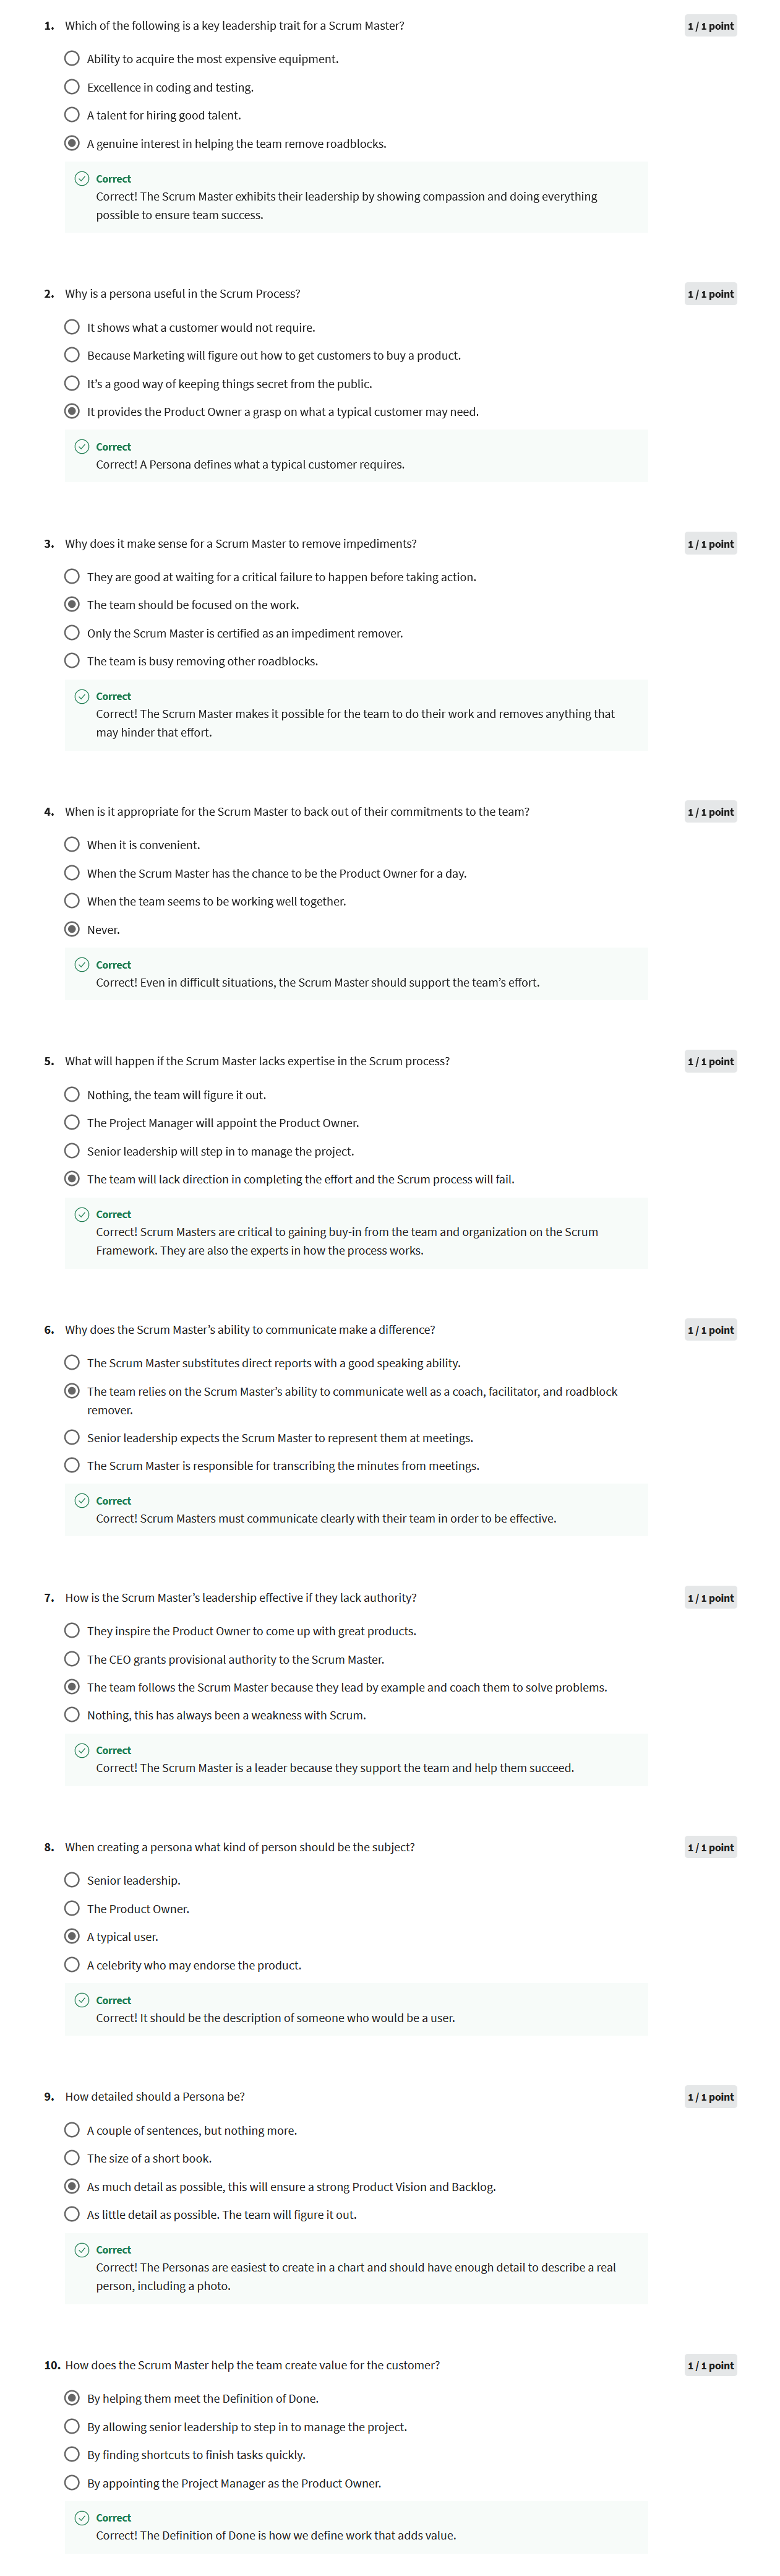 1. Which of the following is a key leadership trait for a Scrum Master? 1 / 1 point
Ability to acquire the most expensive equipment.
Excellence in coding and testing.
A talent for hiring good talent.
A genuine interest in helping the team remove roadblocks.
Correct
Correct! The Scrum Master exhibits their leadership by showing compassion and doing everything
possible to ensure team success.
2. Why is a persona useful in the Scrum Process? 1 / 1 point
It shows what a customer would not require.
Because Marketing will figure out how to get customers to buy a product.
It's a good way of keeping things secret from the public.
It provides the Product Owner a grasp on what a typical customer may need.
Correct
Correct! A Persona defines what a typical customer requires.
3. Why does it make sense for a Scrum Master to remove impediments? 1 / 1 point
They are good at waiting for a critical failure to happen before taking action.
The team should be focused on the work.
Only the Scrum Master is certified as an impediment remover.
The team is busy removing other roadblocks.
Correct
Correct! The Scrum Master makes it possible for the team to do their work and removes anything that
may hinder that effort.
4. When is it appropriate for the Scrum Master to back out of their commitments to the team? 1 / 1 point
When it is convenient.
When the Scrum Master has the chance to be the Product Owner for a day.
When the team seems to be working well together.
Never.
Correct
Correct! Even in difficult situations, the Scrum Master should support the team's effort.
5. What will happen if the Scrum Master lacks expertise in the Scrum process? 1 / 1 point
Nothing, the team will figure it out.
The Project Manager will appoint the Product Owner.
Senior leadership will step in to manage the project.
The team will lack direction in completing the effort and the Scrum process will fail.
Correct
Correct! Scrum Masters are critical to gaining buy-in from the team and organization on the Scrum
Framework. They are also the experts in how the process works.
6. Why does the Scrum Master's ability to communicate make a difference? 1 / 1 point
The Scrum Master substitutes direct reports with a good speaking ability.
The team relies on the Scrum Master's ability to communicate well as a coach, facilitator, and roadblock
remover.
Senior leadership expects the Scrum Master to represent them at meetings.
The Scrum Master is responsible for transcribing the minutes from meetings.
Correct
Correct! Scrum Masters must communicate clearly with their team in order to be effective.
7. How is the Scrum Master's leadership effective if they lack authority? 1 / 1 point
They inspire the Product Owner to come up with great products.
The CEO grants provisional authority to the Scrum Master.
The team follows the Scrum Master because they lead by example and coach them to solve problems.
Nothing, this has always been a weakness with Scrum.
Correct
Correct! The Scrum Master is a leader because they support the team and help them succeed.
8. When creating a persona what kind of person should be the subject? 1 / 1 point
Senior leadership.
The Product Owner.
A typical user.
A celebrity who may endorse the product.
Correct
Correct! It should be the description of someone who would be a user.
9. How detailed should a Persona be? 1 / 1 point
A couple of sentences, but nothing more.
The size of a short book.
As much detail as possible, this will ensure a strong Product Vision and Backlog.
As little detail as possible. The team will figure it out.
Correct
Correct! The Personas are easiest to create in a chart and should have enough detail to describe a real
person, including a photo.
10. How does the Scrum Master help the team create value for the customer? 1 / 1 point
By helping them meet the Definition of Done.
By allowing senior leadership to step in to manage the project.
By finding shortcuts to finish tasks quickly.
By appointing the Project Manager as the Product Owner.
Correct
Correct! The Definition of Done is how we define work that adds value.